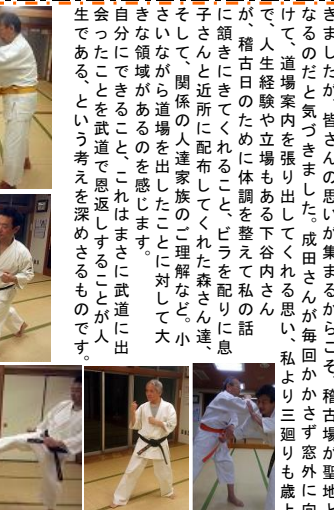 きましたが、皆さんの思いが集まるからこそ、稽古場が聖地と
なるのだと気づきました。成田さんが毎回かかさず窓外に向
けて、道場案内を張り出してくれる思い、私より三廻りも歳上
で、人生経験や立場もある下谷内さん
が、稽古日のために体調を整えて私の話
に頷きにきてくれること、ビラを配りに息
子さんと近所に配布してくれた森さん達、
そして、関係の人達家族のご理解など。小
さいながら道場を出したことに対して大
きな領域があるのを感じます。
自分にできること、これはまさに武道に出
会ったことを武道で恩返しすることが人
生である、という考えを深めさるものです。